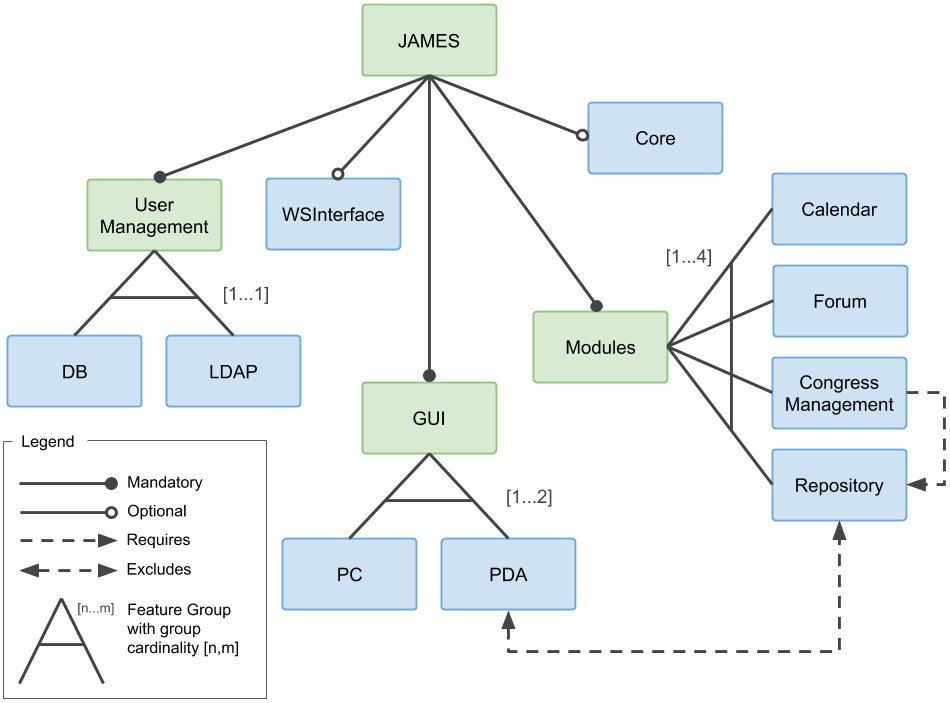 JAMES
Core
User
Management
WSInterface
Calendar
[1...4]
Forum
[1...1]
Modules
DB
LDAP
Congress
Management
GUI
Legend
Repository
Mandatory
[1...2]
Optional
Requires
Excludes
PC
PDA
[n...m]
Feature Group
with group
cardinality [n,m]